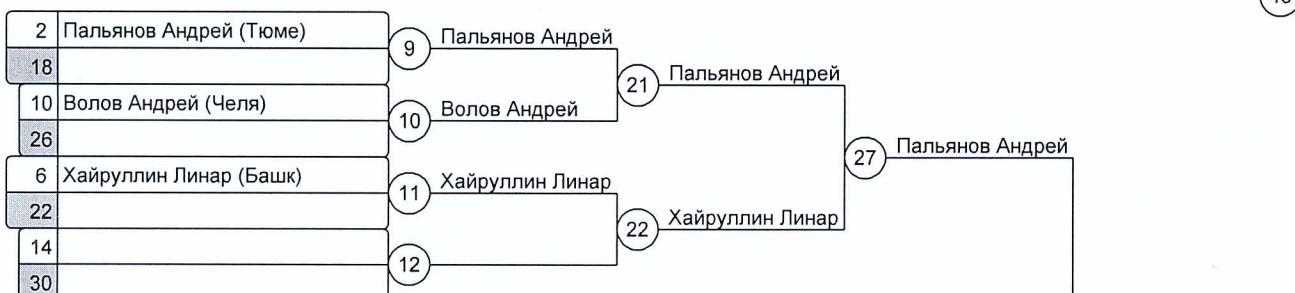 2 Пальянов Андрей (Тюме)
9 Пальянов Андрей
18
21 Пальянов Андрей
10 Волов Андрей (Челя)
10 Волов Андрей
26
27 Пальянов Андрей
6 Хайруллин Линар (Башк)
11 Хайруллин Линар
22
22 Хайруллин Линар
14
12
30